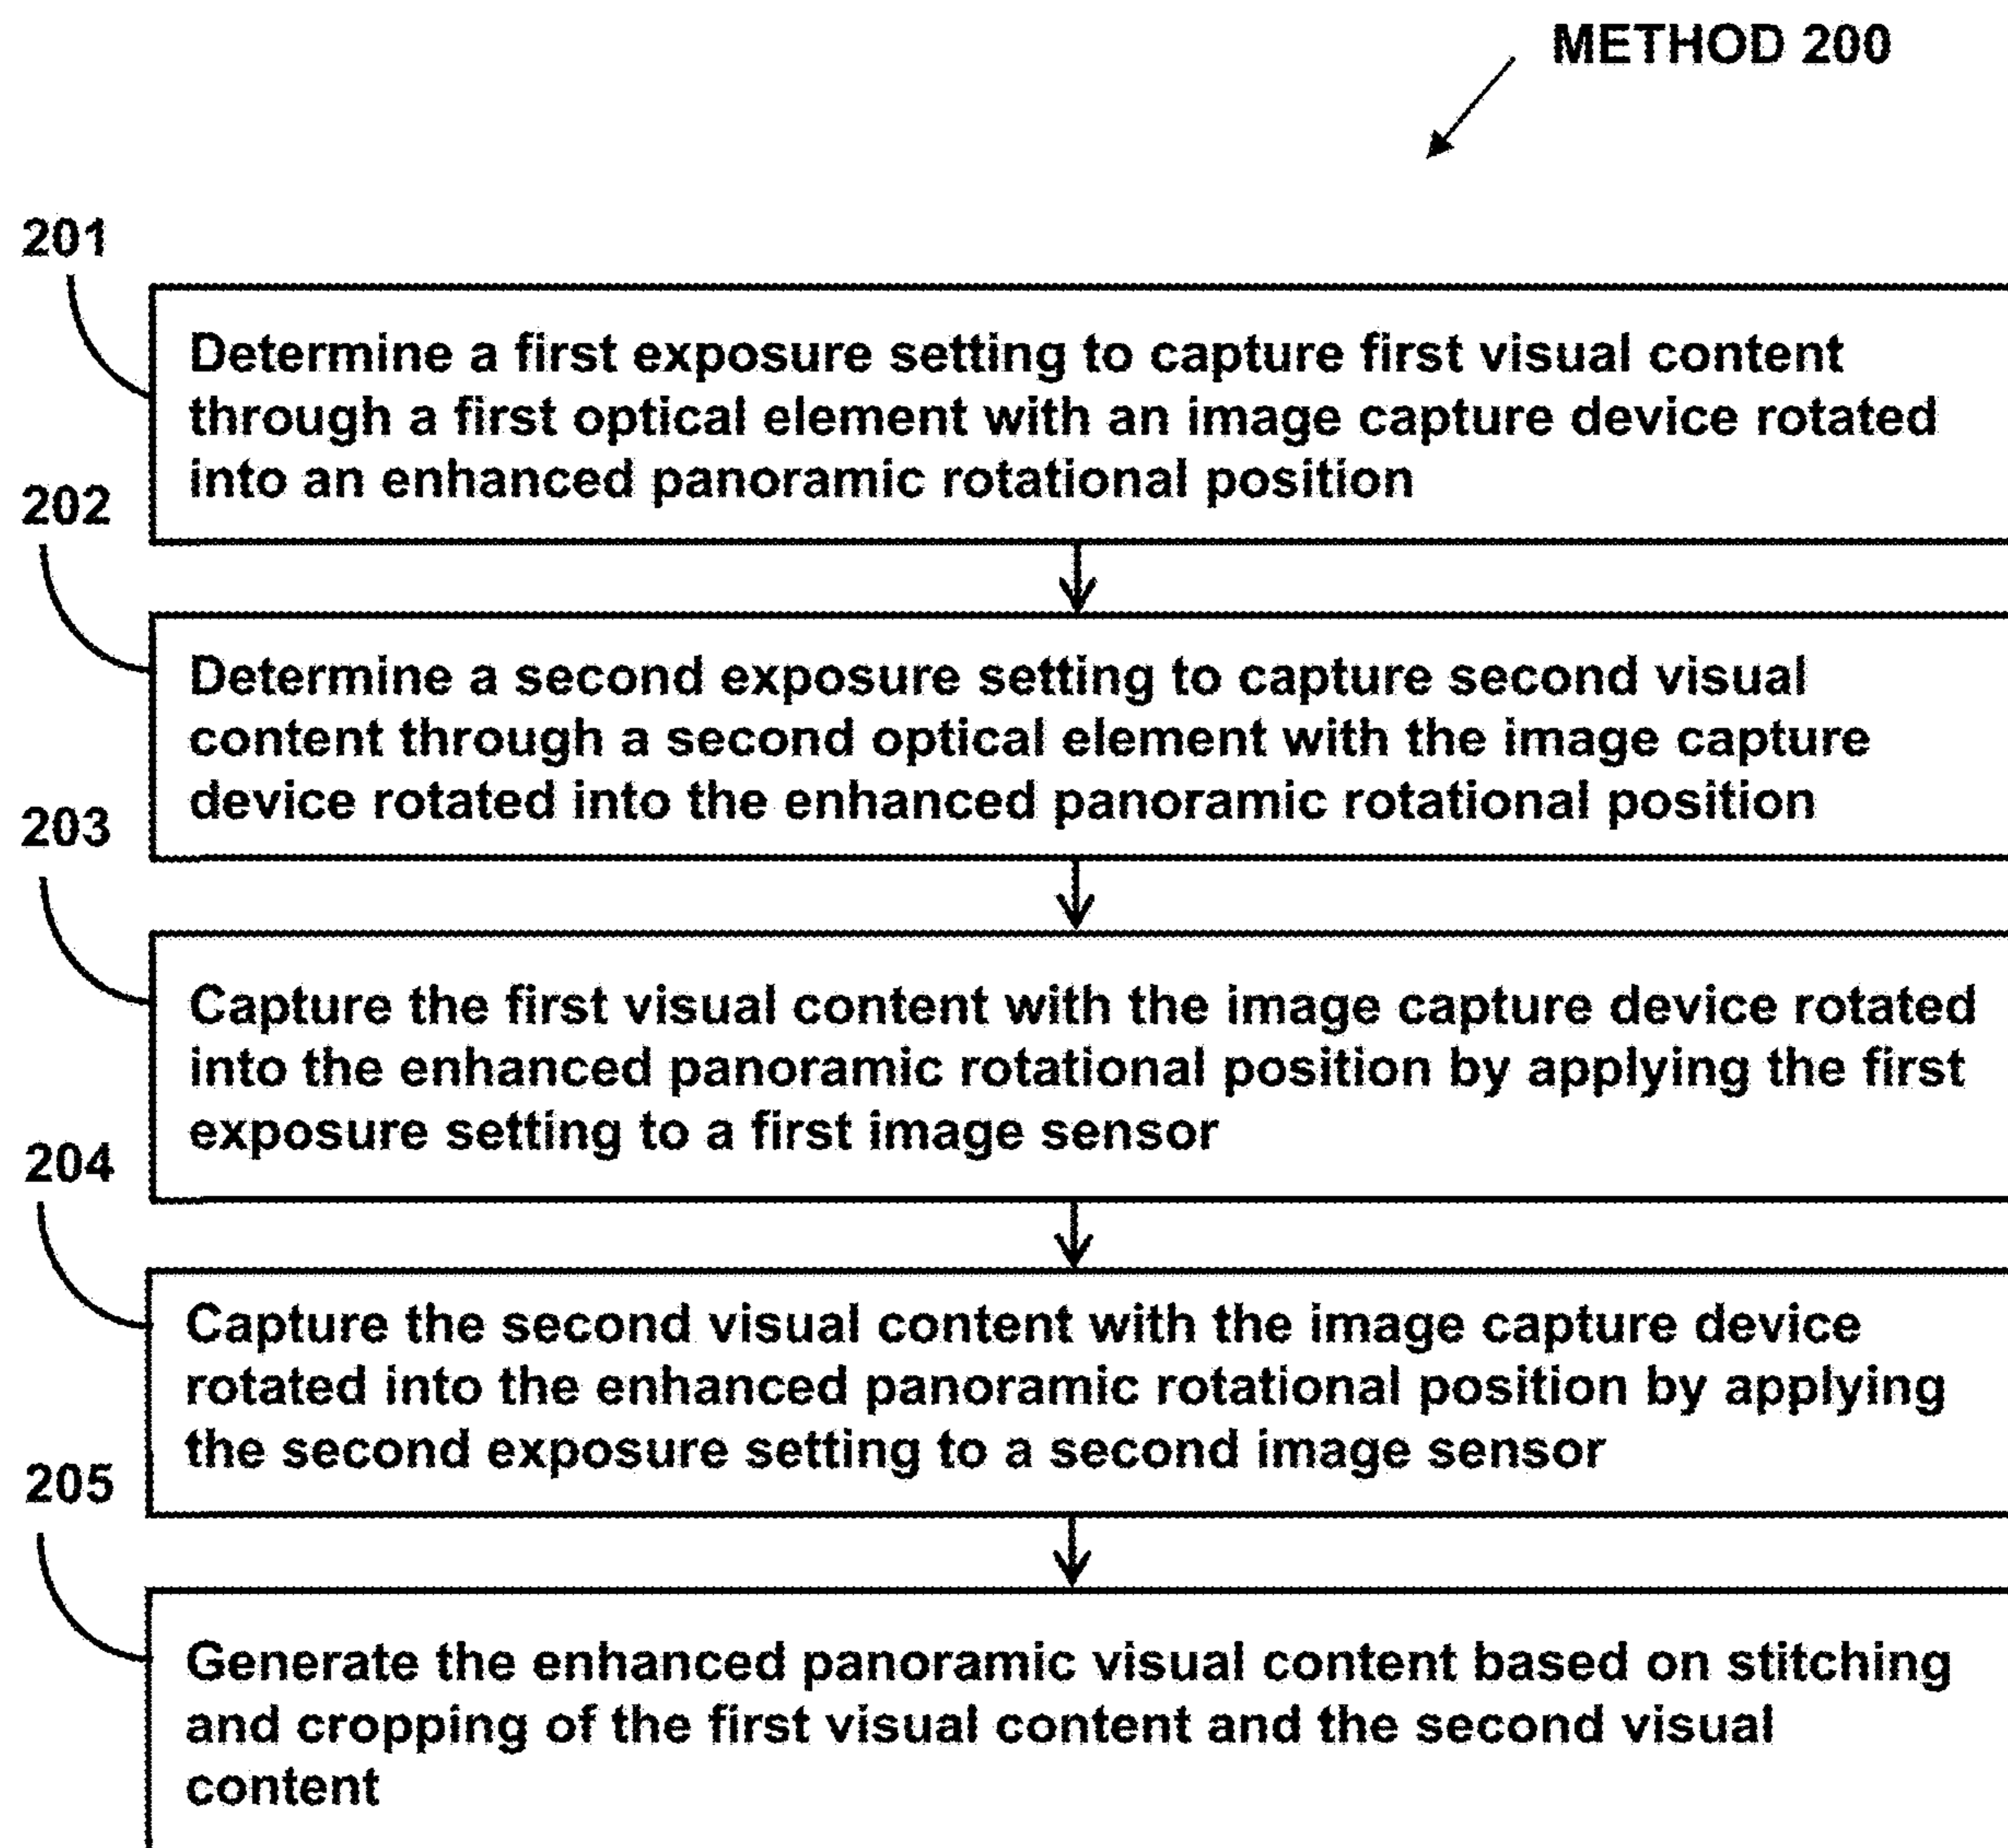 METHOD 200
201
Determine a first exposure setting to capture first visual content
through a first optical element with an image capture device rotated
into an enhanced panoramic rotational position
202
Determine a second exposure setting to capture second visual
content through a second optical element with the image capture
device rotated into the enhanced panoramic rotational position
203
Capture the first visual content with the image capture device rotated
into the enhanced panoramic rotational position by applying the first
exposure setting to a first image sensor
204
Capture the second visual content with the image capture device
rotated into the enhanced panoramic rotational position by applying
the second exposure setting to a second image sensor
205
Generate the enhanced panoramic visual content based on stitching
and cropping of the first visual content and the second visual
content